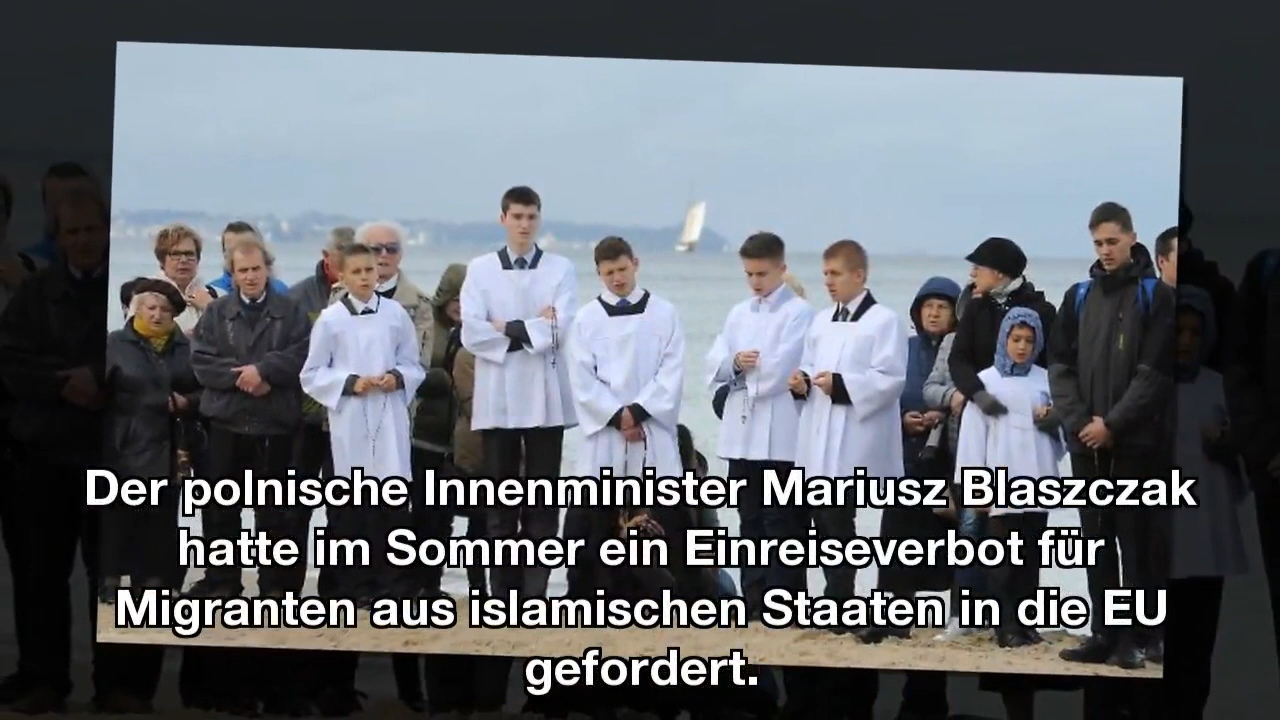 Der polnische Innenminister Mariusz Blaszczak
hatte im Sommer ein Einreiseverbot für
Migranten aus islamischen Staaten in die EU
gefordert.